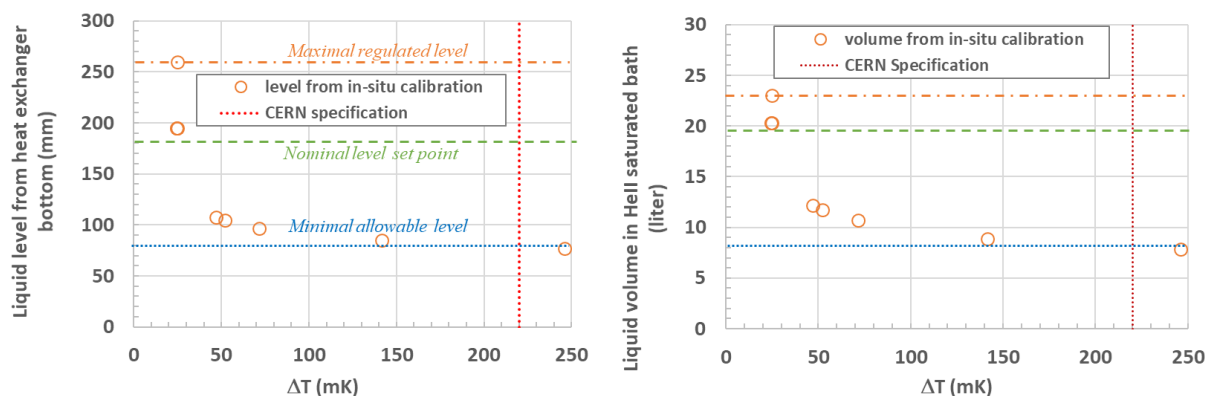 Liquid level from heat exchanger
bottom (mm)
300
250
200
150
100
50
0
Maximal regulated level
level from in-situ calibration
CERN specification
Nominal level set point
Minimal allowable level
0 50 100 150 200 250
ΔT (mK)
Liquid volume in HeII saturated bath
(liter)
30
25
20
15
10
5
0
volume from in-situ calibration
CERN Specification
0 50 100 150 200 250
ΔT (mK)